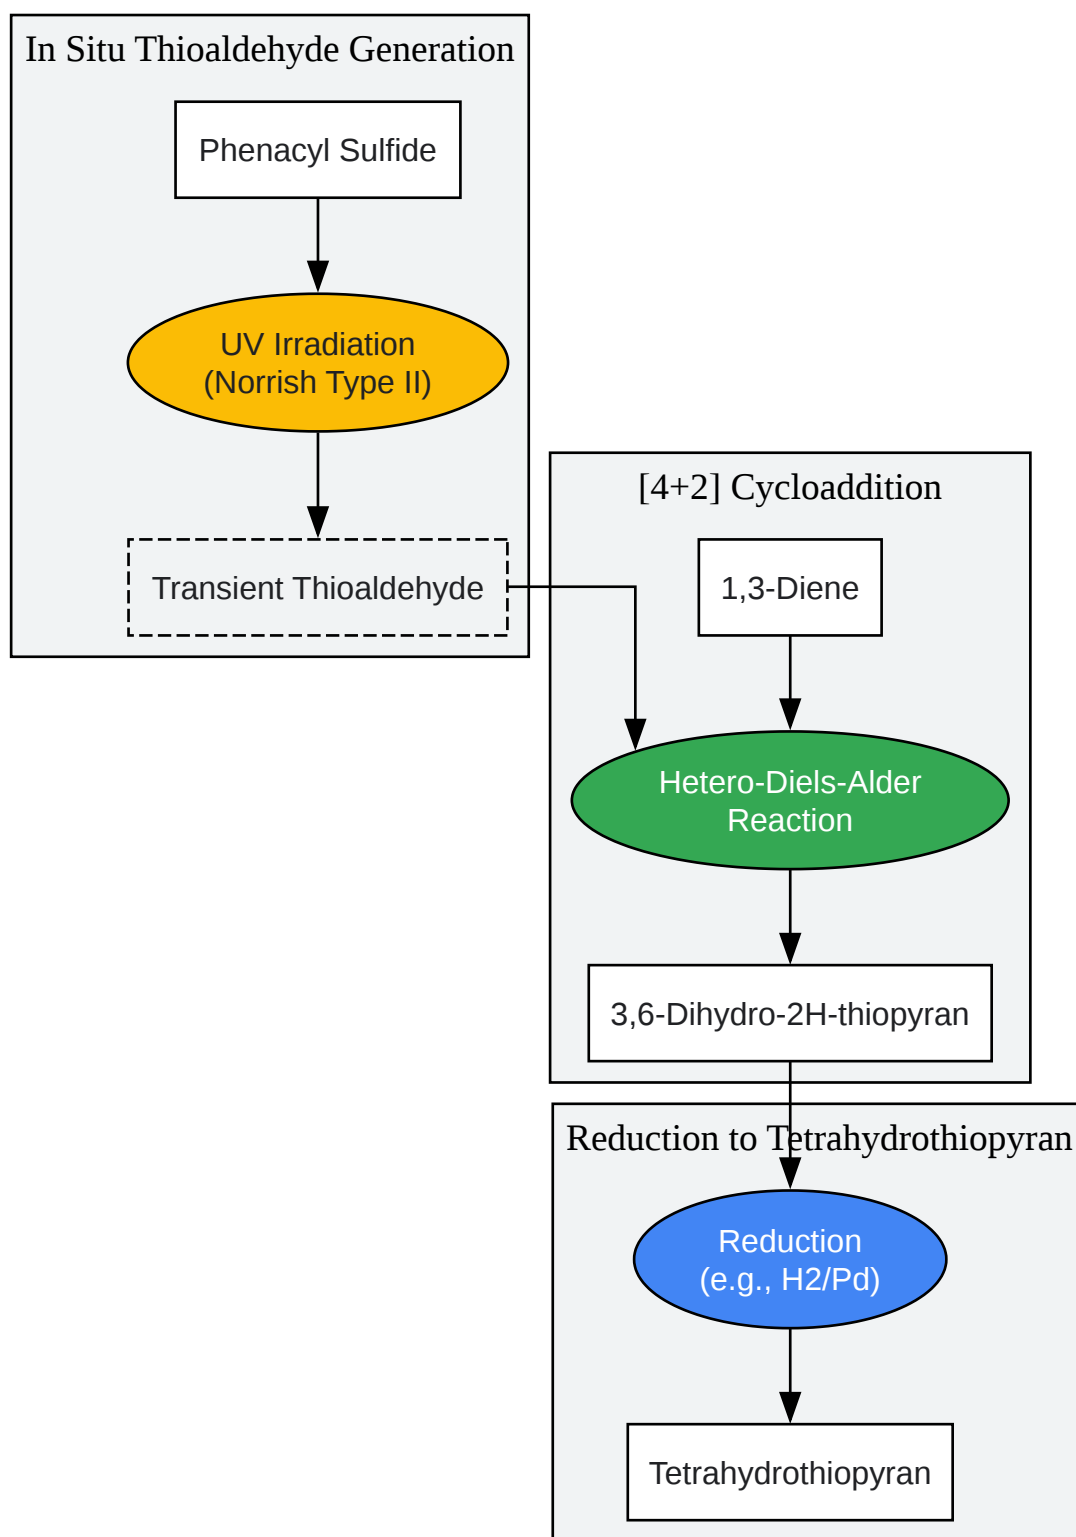 In Situ Thioaldehyde Generation
Phenacyl Sulfide
UV Irradiation
(Norrish Type II)
Transient Thioaldehyde
[4+2] Cycloaddition
1,3-Diene
Hetero-Diels-Alder
Reaction
3,6-Dihydro-2H-thiopyran
Reduction to Tetrahydrothiopyran
Reduction
(e.g., H2/Pd)
Tetrahydrothiopyran